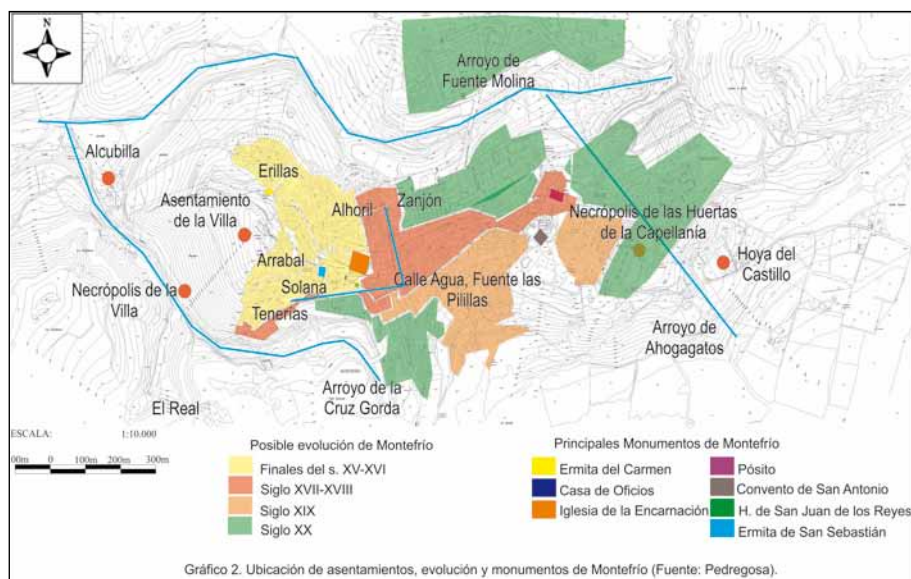 N
Arroyo de
Fuente Molina
Alcubilla
Erillas
Asentamiento
de la Villa
Alhoril
Zanjón
Necrópolis de las Huertas
de la Capellanía
Arrabal
Hoya del
Castillo
Necrópolis de la
Villa
Solana
Calle Agua, Fuente las
Pililllas
Tenerías
Arroyo de
Ahogagatos
Arroyo de la
Cruz Gorda
El Real
ESCALA: 1:10.000
00m 0 100m 200m 300m
Posible evolución de Montefrío
Finales del s. XV-XVI
Siglo XVII-XVIII
Siglo XIX
Siglo XX
Principales Monumentos de Montefrío
Ermita del Carmen
Casa de Oficios
Iglesia de la Encarnación
Pósito
Convento de San Antonio
H. de San Juan de los Reyes
Ermita de San Sebastián
Gráfico 2. Ubicación de asentamientos, evolución y monumentos de Montefrío (Fuente: Pedregosa).